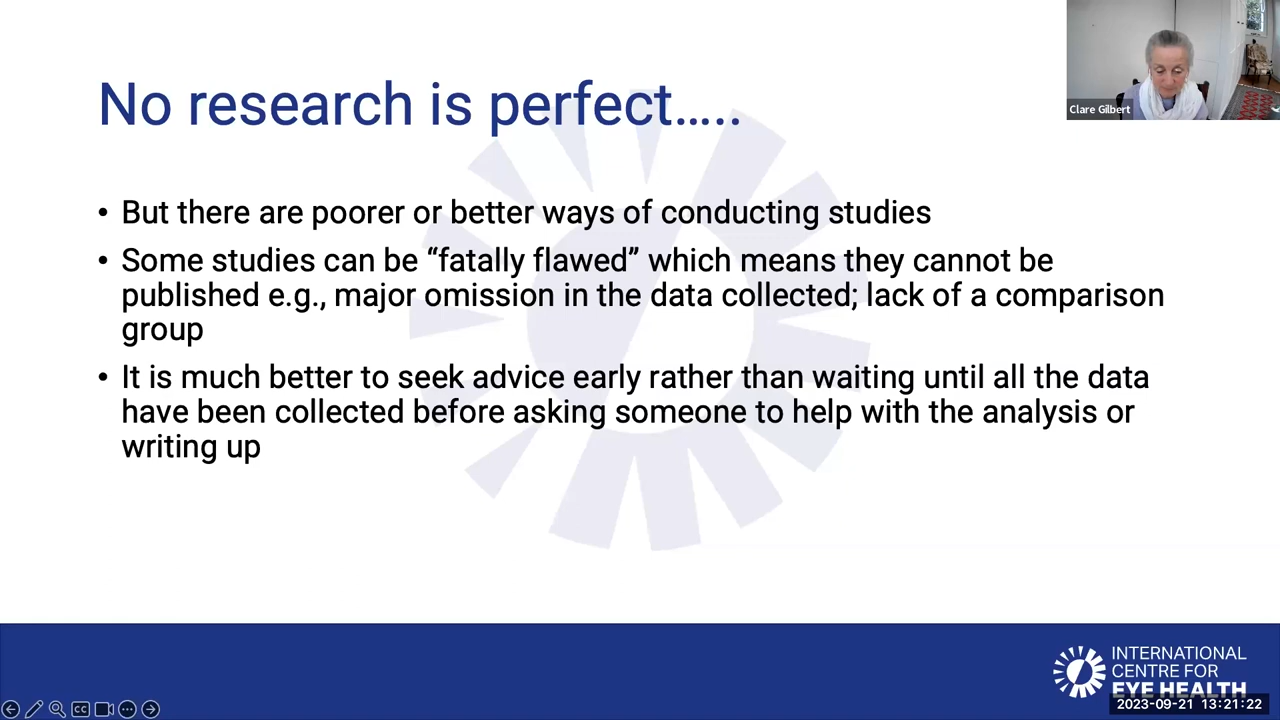 No research is perfect…..
Clare Gilbert
• But there are poorer or better ways of conducting studies
• Some studies can be “fatally flawed” which means they cannot be
published e.g., major omission in the data collected; lack of a comparison
group
• It is much better to seek advice early rather than waiting until all the data
have been collected before asking someone to help with the analysis or
writing up
INTERNATIONAL
CENTRE FOR
EYE HEALTH
CC
2023-09-21 13:21:22